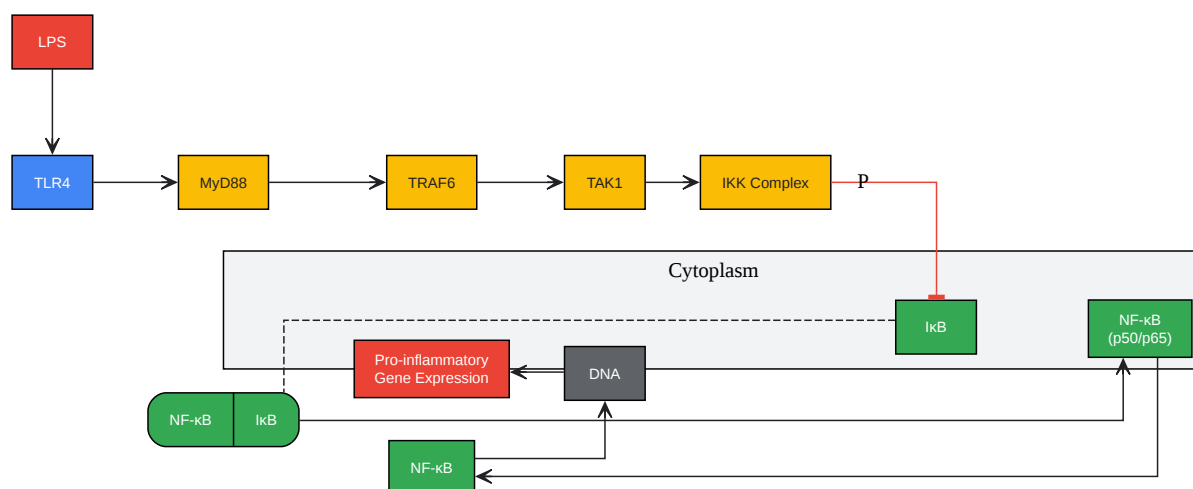 LPS
TLR4
MyD88
TRAF6
TAK1
IKK Complex
P
Cytoplasm
IκB
NF-κB
(p50/p65)
Pro-inflammatory
Gene Expression
DNA
NF-κB
IκB
NF-κB